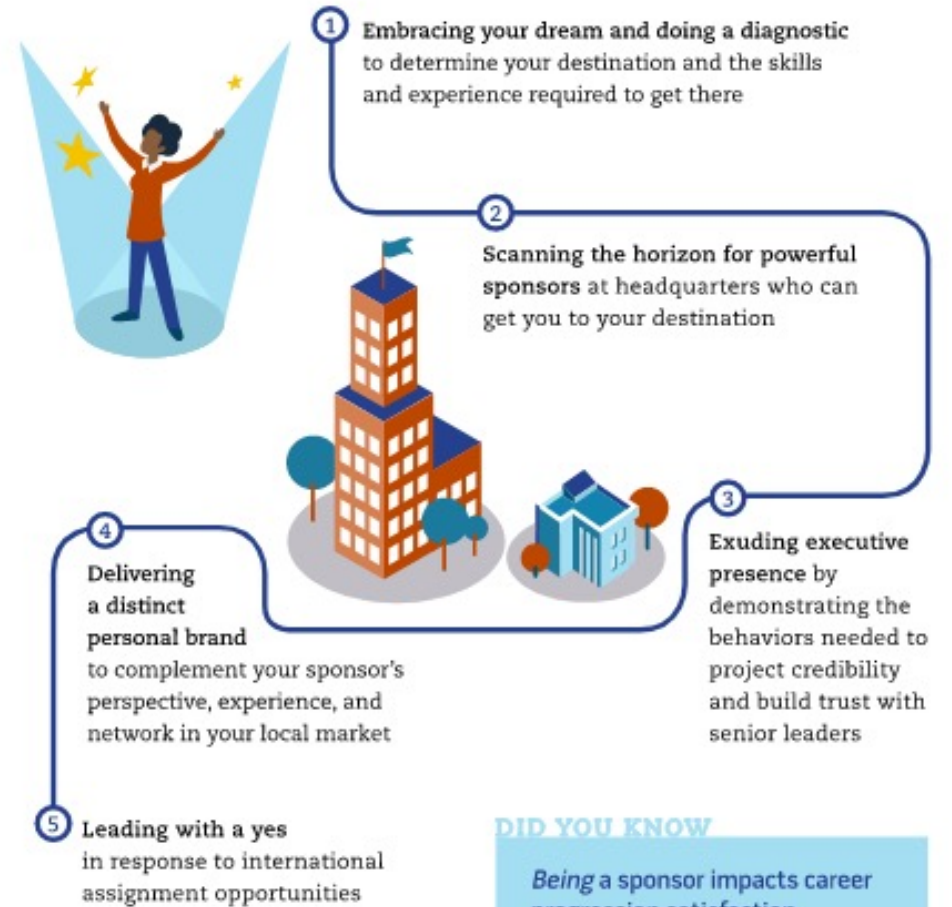 1
Embracing your dream and doing a diagnostic
to determine your destination and the skills
and experience required to get there
2
Scanning the horizon for powerful
sponsors at headquarters who can
get you to your destination
3
Exuding executive
presence by
demonstrating the
behaviors needed to
project credibility
and build trust with
senior leaders
4
Delivering
a distinct
personal brand
to complement your sponsor's
perspective, experience, and
network in your local market
5
Leading with a yes
in response to international
assignment opportunities
DID YOU KNOW
Being a sponsor impacts career
progression satisfaction